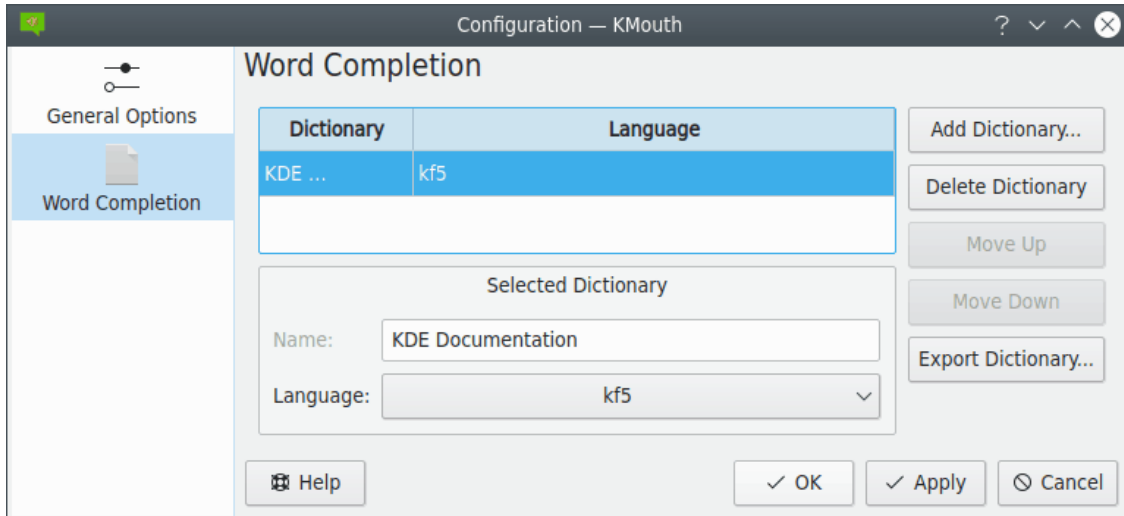 Configuration — KMouth
General Options
Word Completion
Word Completion
Dictionary Language
KDE ... kf5
Add Dictionary...
Delete Dictionary
Move Up
Move Down
Export Dictionary...
Selected Dictionary
Name: KDE Documentation
Language: kf5
Help
OK
Apply
Cancel